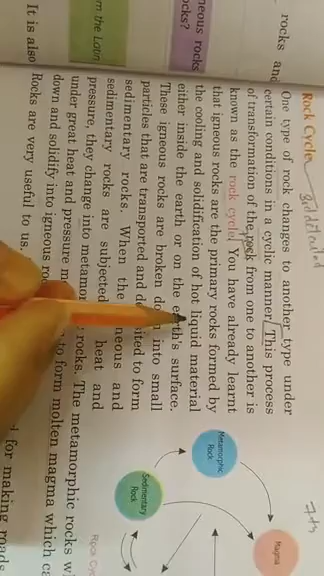 rocks and
Rock Cycle
One type of rock changes to another type under
certain conditions in a cyclic manner. This process
of transformation of the rock from one to another is
known as the rock cycle. You have already learnt
that igneous rocks are the primary rocks formed by
the cooling and solidification of hot liquid material
either inside the earth or on the earth's surface.
These igneous rocks are broken into small
particles that are transported and to form
sedimentary rocks. When the and
sedimentary rocks are subjected heat and
pressure, they change into rocks. The metamorphic rocks
under great heat and pressure to form molten magma which
down and solidify into igneous
Rocks are very useful to us. for making roads
neous rocks
ocks?
m the
It is also
Metamorphic
Rock
Magma
Sedimentary
Rock
Rock